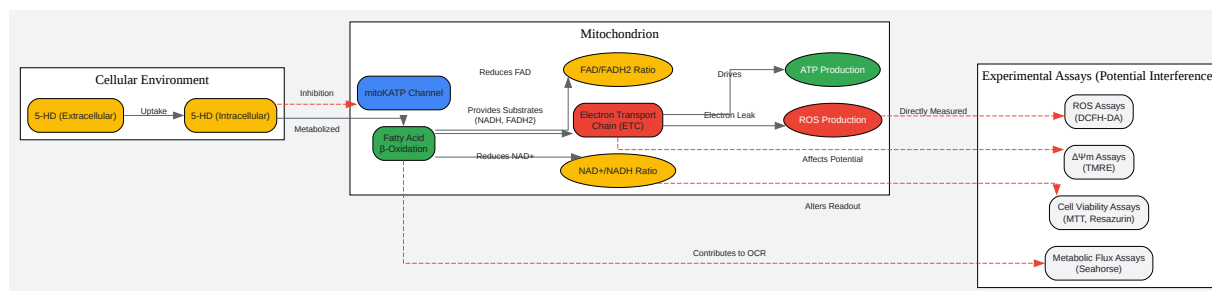 Mitochondrion
Cellular Environment
5-HD (Extracellular)
Uptake
5-HD (Intracellular)
Inhibition
Metabolized
mitoKATP Channel
Fatty Acid
β-Oxidation
Reduces FAD
Provides Substrates
(NADH, FADH2)
Reduces NAD+
FAD/FADH2 Ratio
Electron Transport
Chain (ETC)
NAD+/NADH Ratio
Drives
Electron Leak
ATP Production
ROS Production
Affects Potential
Alters Readout
Contributes to OCR
Directly Measured
Experimental Assays (Potential Interference
ROS Assays
(DCFH-DA)
ΔΨm Assays
(TMRE)
Cell Viability Assays
(MTT, Resazurin)
Metabolic Flux Assays
(Seahorse)